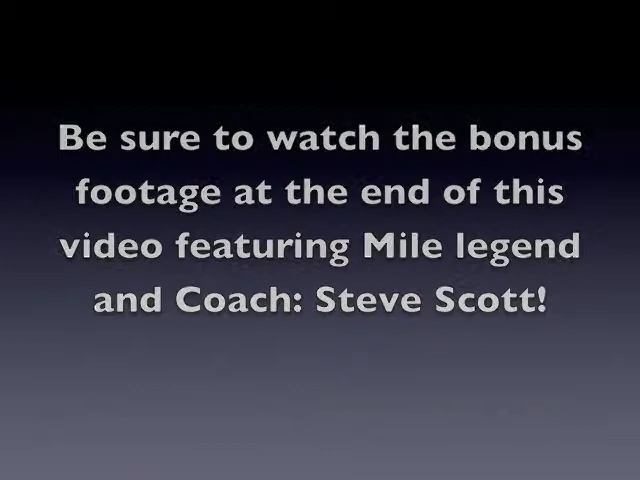 Be sure to watch the bonus
footage at the end of this
video featuring Mile legend
and Coach: Steve Scott!